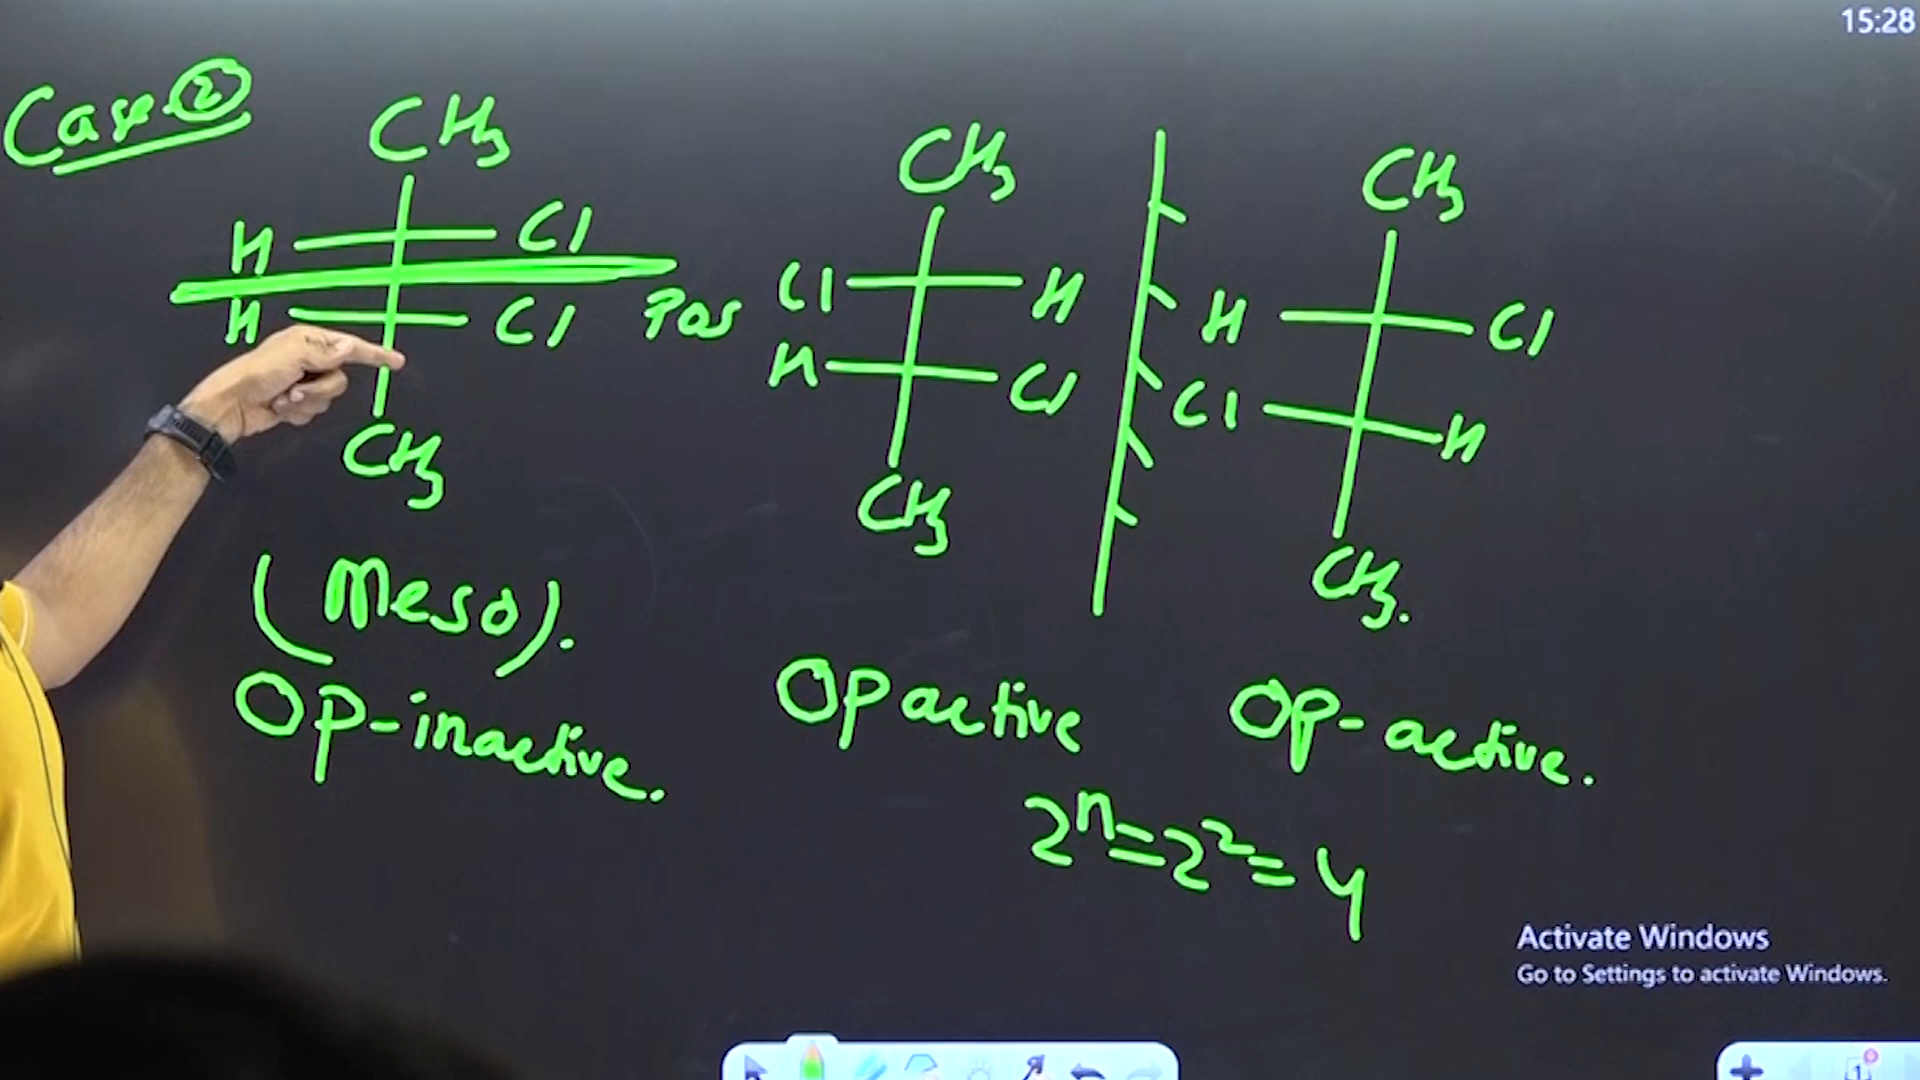 15:28
Case ②
CH3
H Cl
H Cl
CH3
Pos
(Meso).
Op-inactive.
CH3
Cl H
H Cl
CH3
Op active
CH3
H Cl
Cl H
CH3.
Op-active.
2^n=2^2=4
Activate Windows
Go to Settings to activate Windows.